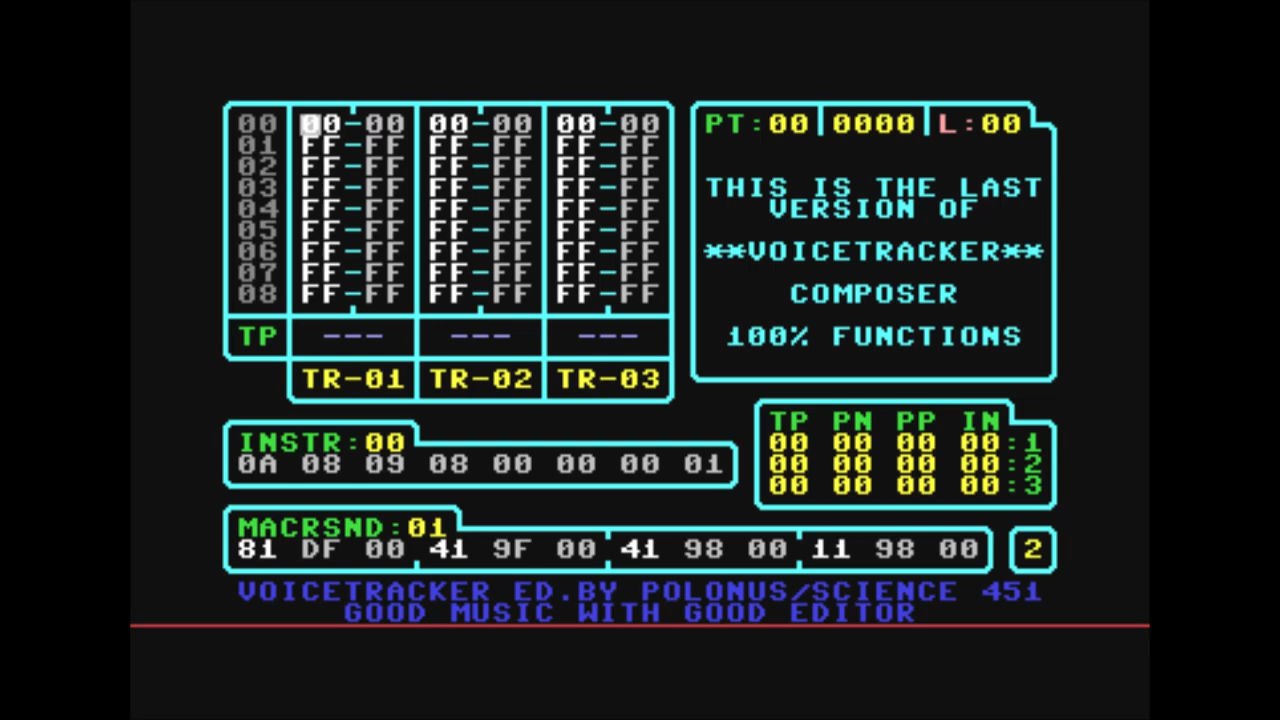 00 00-00 00-00 00-00
01 FF-FF FF-FF FF-FF
02 FF-FF FF-FF FF-FF
03 FF-FF FF-FF FF-FF
04 FF-FF FF-FF FF-FF
05 FF-FF FF-FF FF-FF
06 FF-FF FF-FF FF-FF
07 FF-FF FF-FF FF-FF
08 FF-FF FF-FF FF-FF
TP --- --- ---
TR-01 TR-02 TR-03
PT:00 0000 L:00
THIS IS THE LAST
VERSION OF
**VOICETRACKER**
COMPOSER
100% FUNCTIONS
INSTR:00
0A 08 09 08 00 00 00 01
TP PN PP IN
00 00 00 00:1
00 00 00 00:2
00 00 00 00:3
MACRSND:01
81 DF 00 41 9F 00 41 98 00 11 98 00
2
VOICETRACKER ED.BY POLONUS/SCIENCE 451
GOOD MUSIC WITH GOOD EDITOR